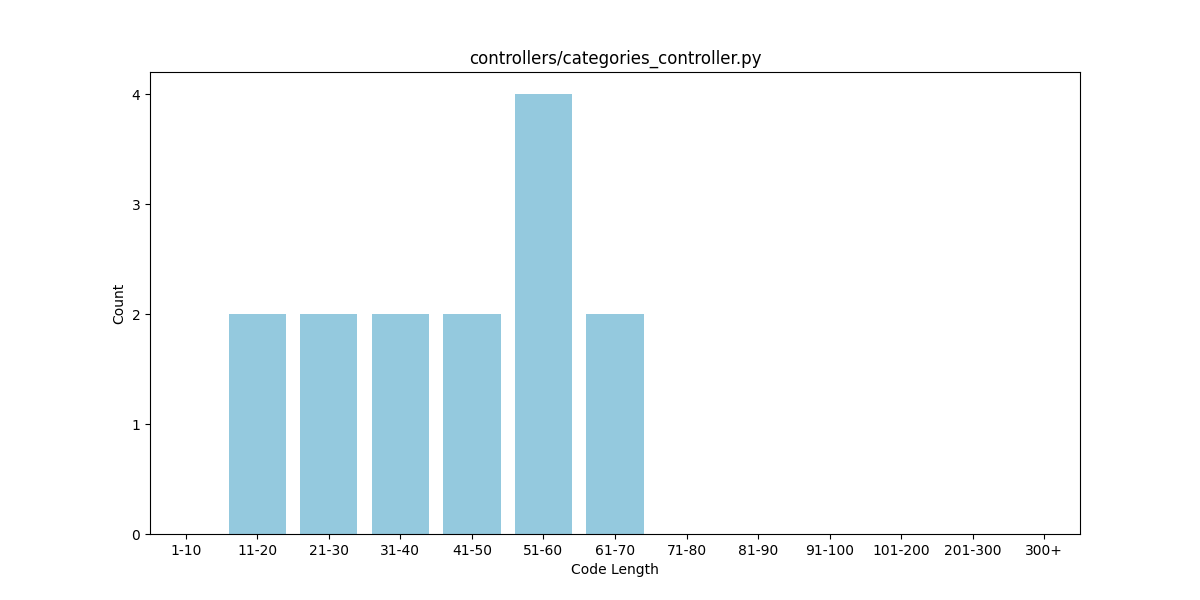 controllers/categories_controller.py
4
3
2
1
0
Count
1-10 11-20 21-30 31-40 41-50 51-60 61-70 71-80 81-90 91-100 101-200 201-300 300+
Code Length